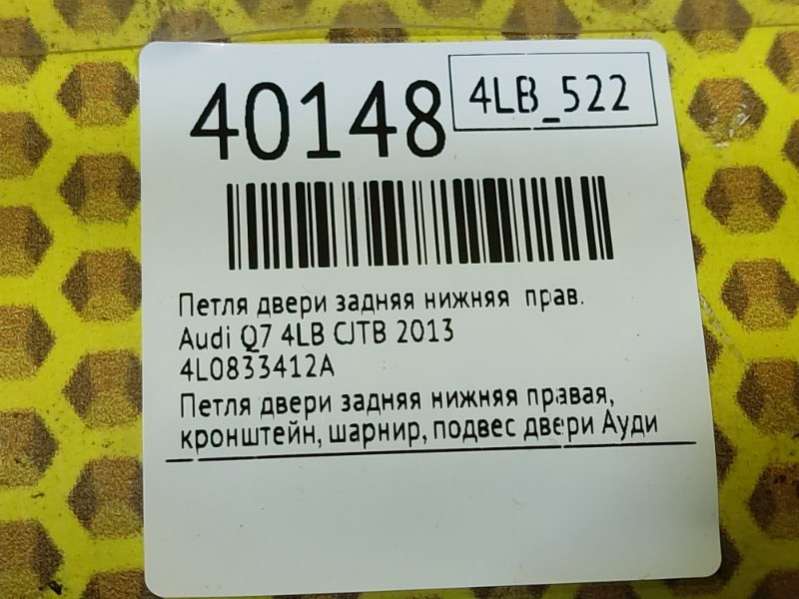 40148
4LB_522
Петля двери задняя нижняя прав.
Audi Q7 4LB CJTB 2013
4L0833412A
Петля двери задняя нижняя правая,
кронштейн, шарнир, подвес двери Ауди